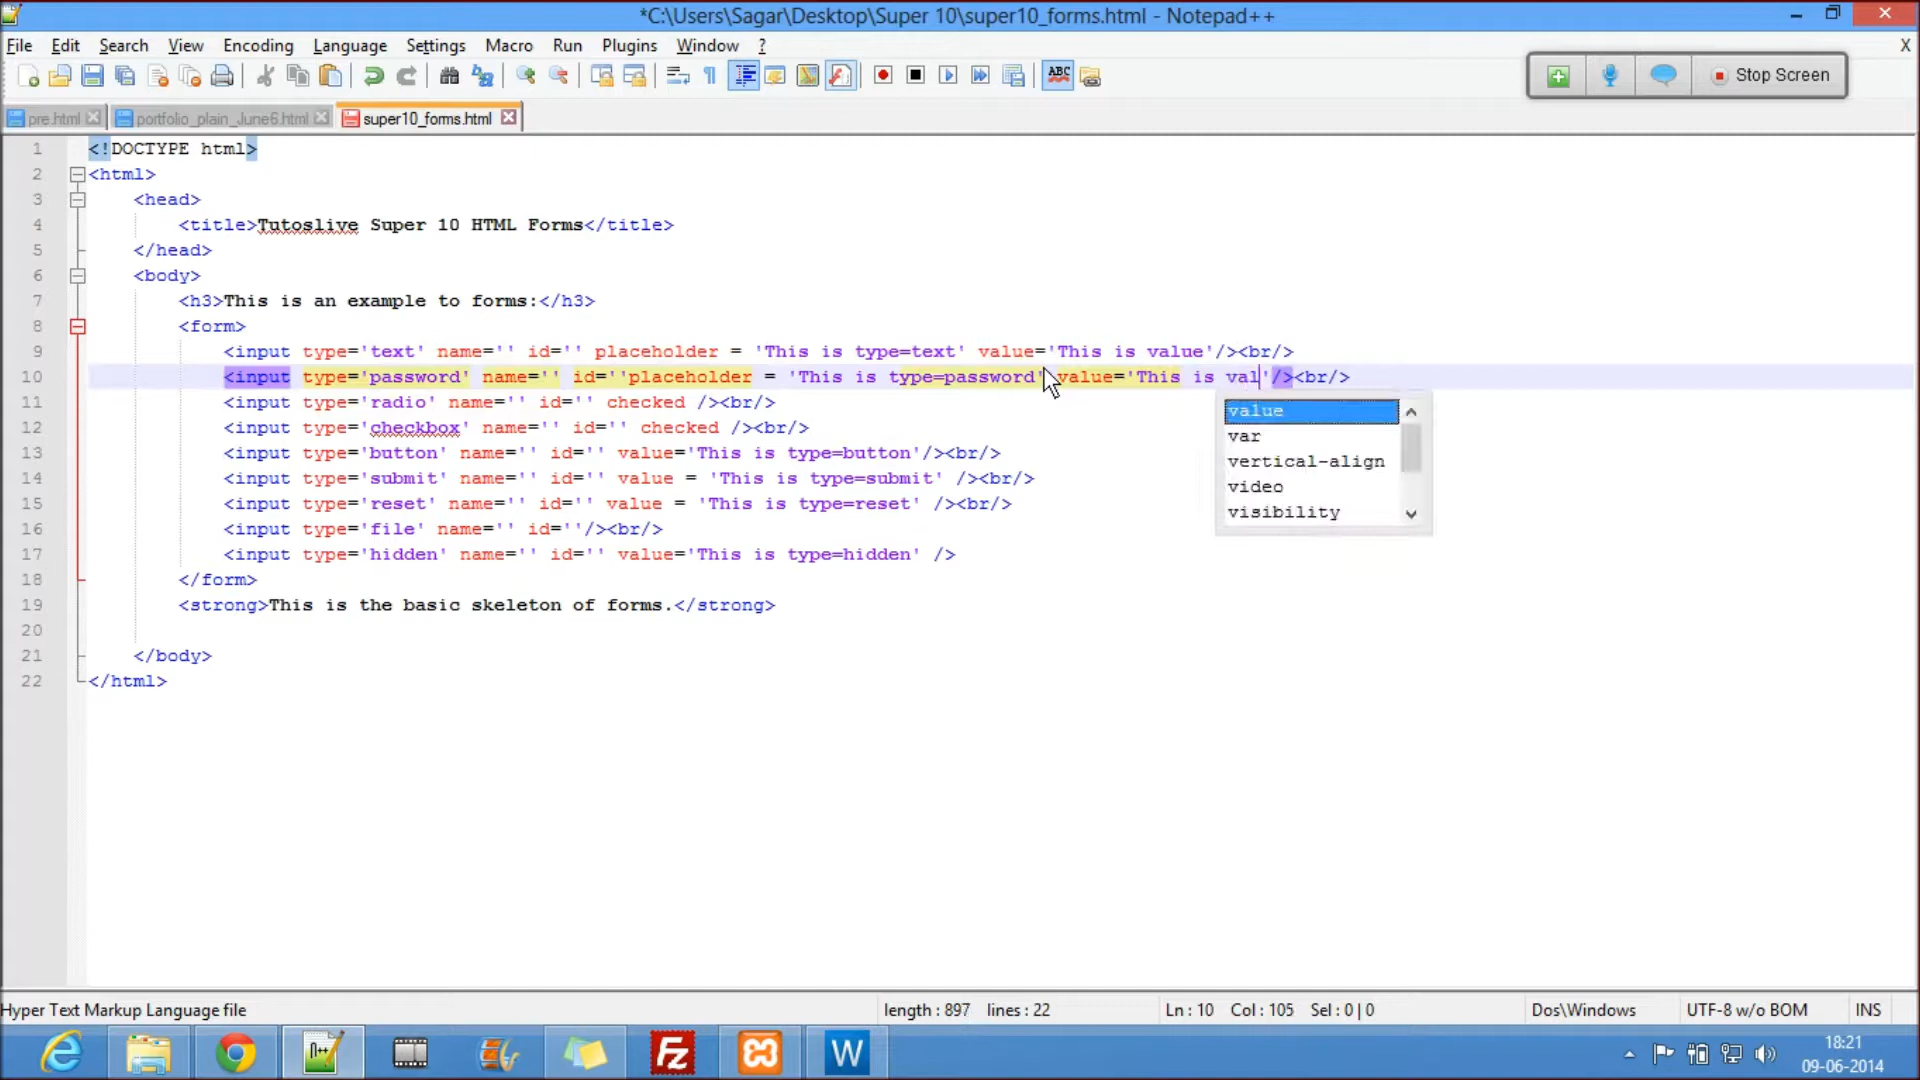 *C:\Users\Sagar\Desktop\Super 10\super10_forms.html - Notepad++
File Edit Search View Encoding Language Settings Macro Run Plugins Window ? X
ABC
Stop Screen
pre.html portfolio_plain_June6.html super10_forms.html
1 <!DOCTYPE html>
2 <html>
3 <head>
4 <title>Tutoslive Super 10 HTML Forms</title>
5 </head>
6 <body>
7 <h3>This is an example to forms:</h3>
8 <form>
9 <input type='text' name='' id='' placeholder = 'This is type=text' value='This is value'/><br/>
10 <input type='password' name='' id=''placeholder = 'This is type=password' value='This is val'/><br/>
11 <input type='radio' name='' id='' checked /><br/>
12 <input type='checkbox' name='' id='' checked /><br/>
13 <input type='button' name='' id='' value='This is type=button'/><br/>
14 <input type='submit' name='' id='' value = 'This is type=submit' /><br/>
15 <input type='reset' name='' id='' value = 'This is type=reset' /><br/>
16 <input type='file' name='' id=''/><br/>
17 <input type='hidden' name='' id='' value='This is type=hidden' />
18 </form>
19 <strong>This is the basic skeleton of forms.</strong>
20
21 </body>
22 </html>
value
var
vertical-align
video
visibility
Hyper Text Markup Language file length : 897 lines : 22 Ln : 10 Col : 105 Sel : 0 | 0 Dos\Windows UTF-8 w/o BOM INS
n++ Fz W
18:21
09-06-2014